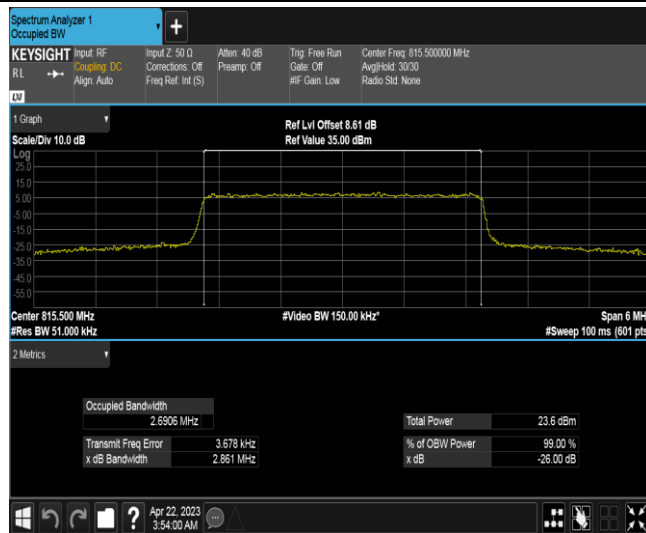 Spectrum Analyzer 1
Occupied BW
+
KEYSIGHT
RL
LXI
Input: RF
Coupling: DC
Align: Auto
Input Z: 50 Ω
Corrections: Off
Freq Ref: Int (S)
Atten: 40 dB
Preamp: Off
Trig: Free Run
Gate: Off
#IF Gain: Low
Center Freq: 815.500000 MHz
Avg|Hold: 30/30
Radio Std: None
1 Graph
Scale/Div 10.0 dB
Ref Lvl Offset 8.61 dB
Ref Value 35.00 dBm
Log
25.0
15.0
5.00
-5.00
-15.0
-25.0
-35.0
-45.0
-55.0
Center 815.500 MHz
#Res BW 51.000 kHz
#Video BW 150.00 kHz*
Span 6 MH
#Sweep 100 ms (601 pts
2 Metrics
Occupied Bandwidth
2.6906 MHz
Transmit Freq Error 3.678 kHz
x dB Bandwidth 2.861 MHz
Total Power 23.6 dBm
% of OBW Power 99.00 %
x dB -26.00 dB
?
Apr 22, 2023
3:54:00 AM